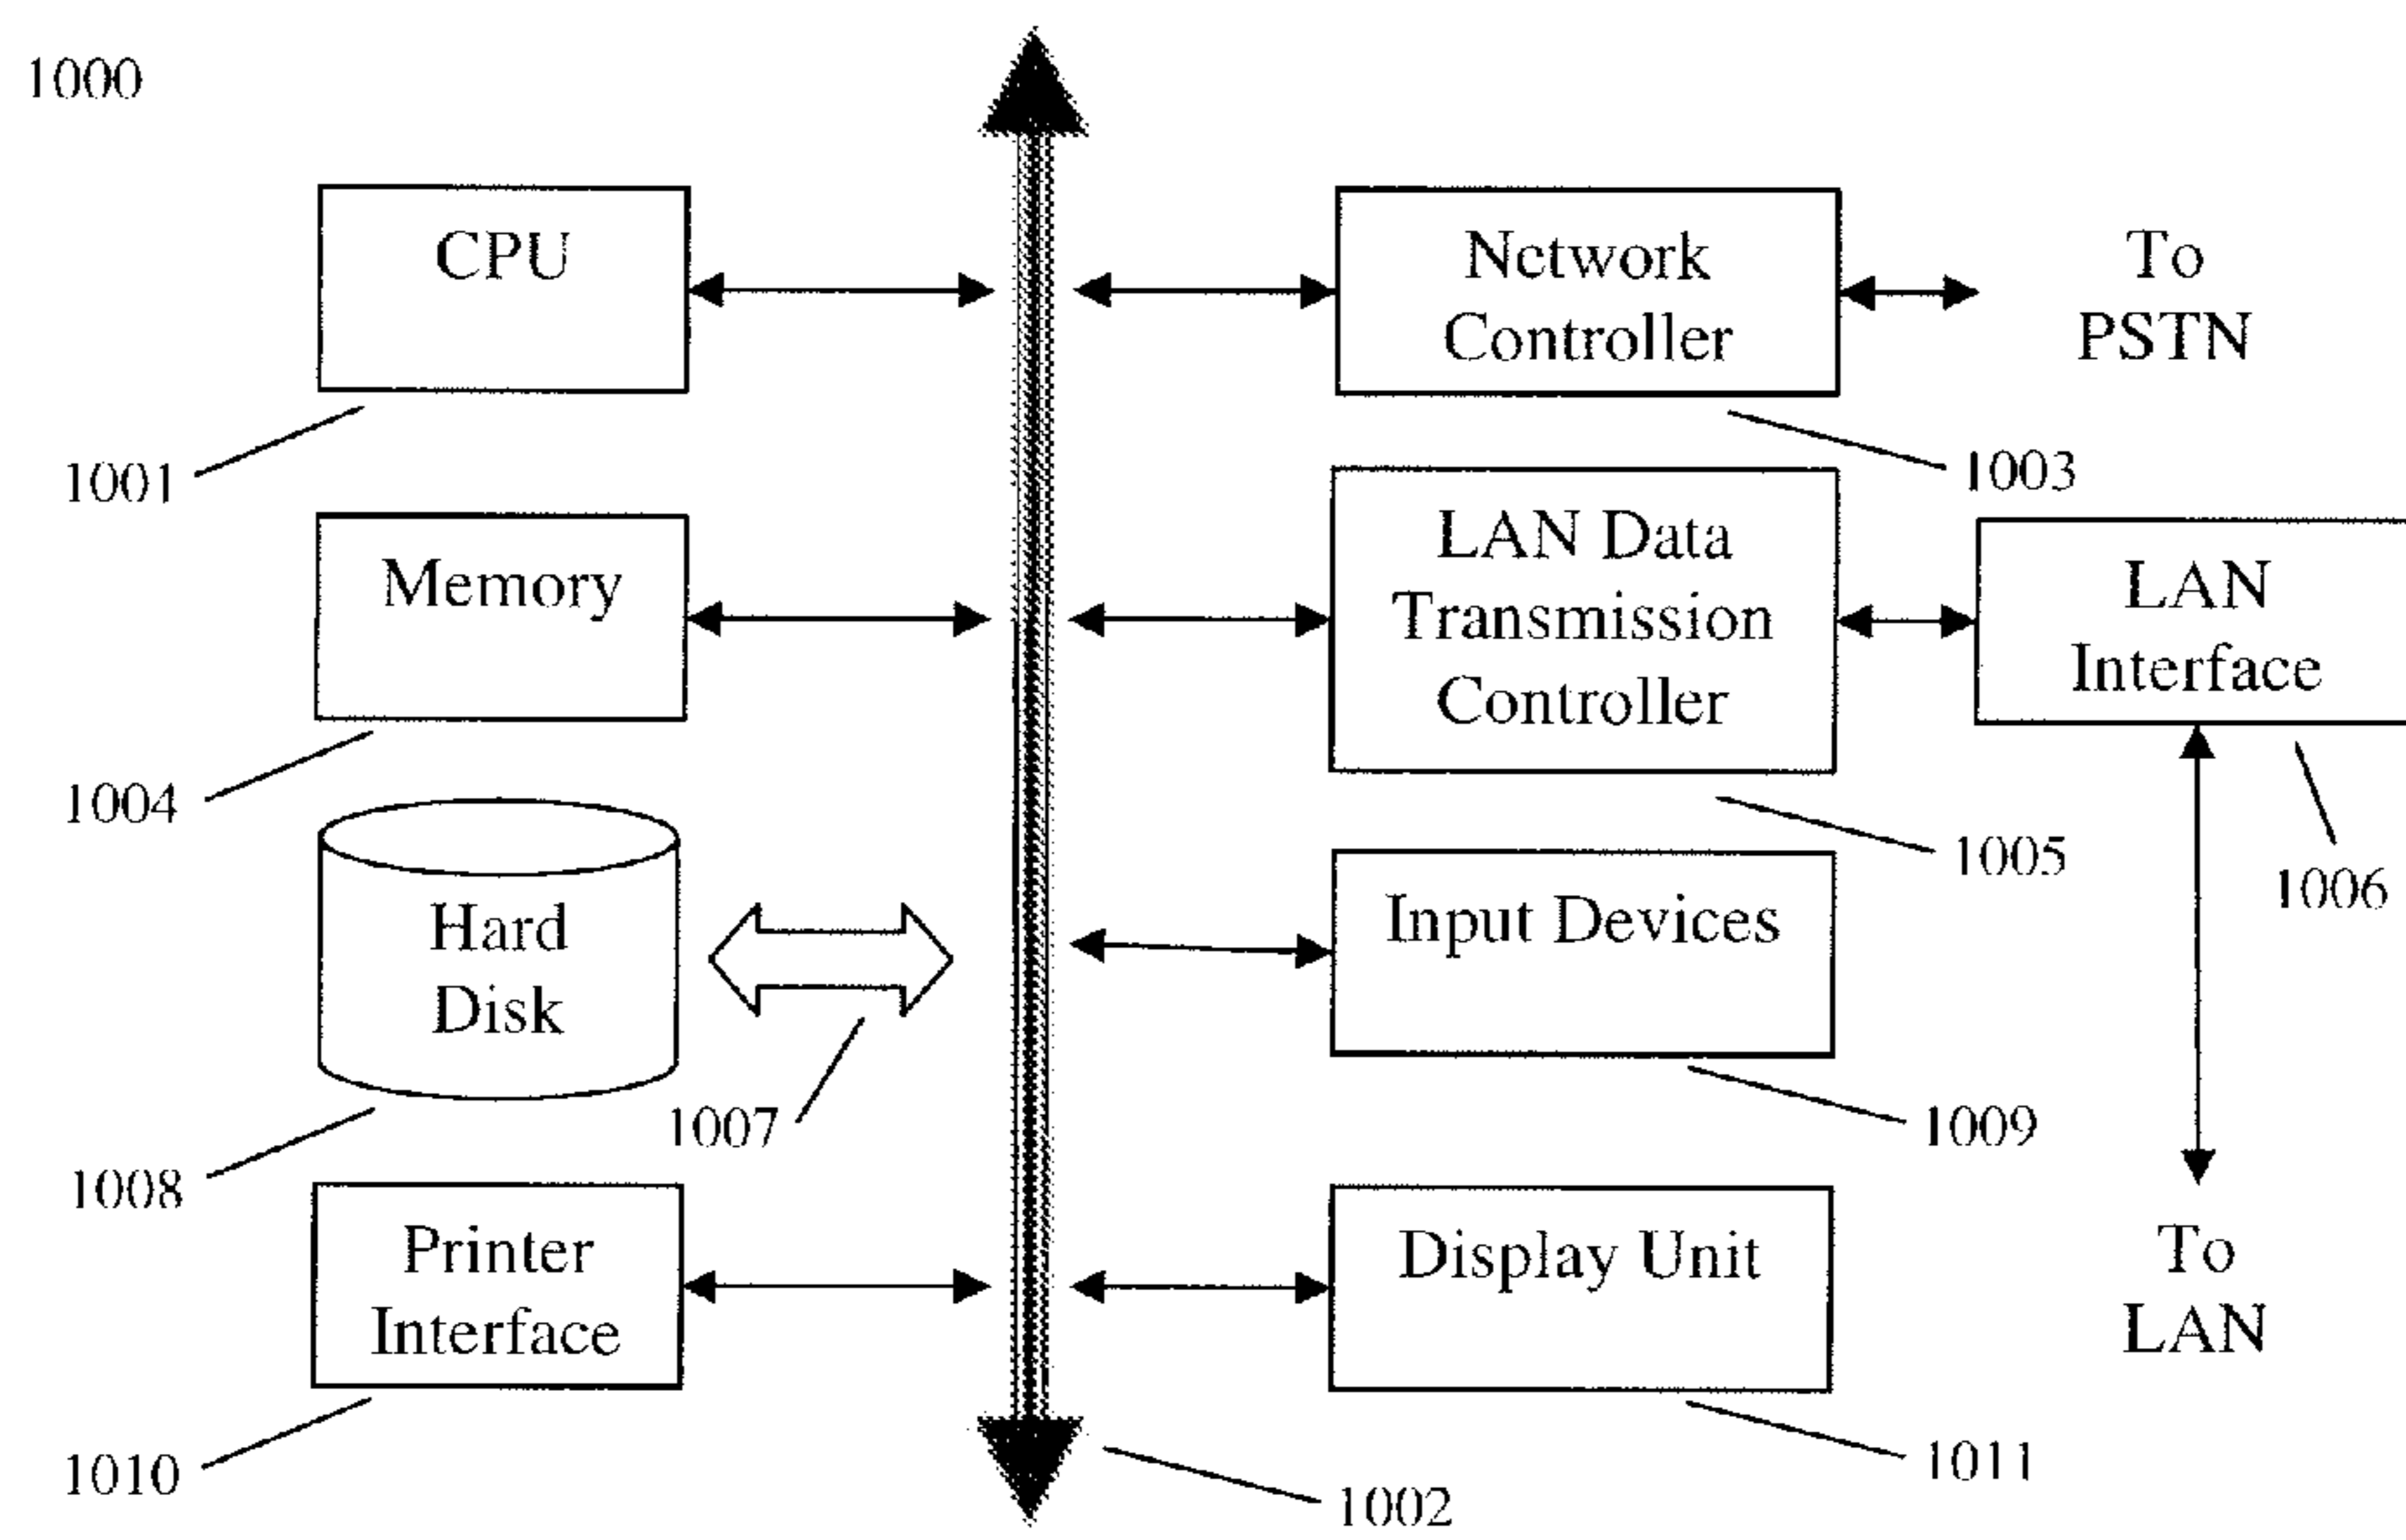 1000
CPU
Network
Controller
To
PSTN
1001
1003
Memory
LAN Data
Transmission
Controller
LAN
Interface
1004
1005
1006
Hard
Disk
Input Devices
1007
1008
1009
Printer
Interface
Display Unit
To
LAN
1010
1011
1002